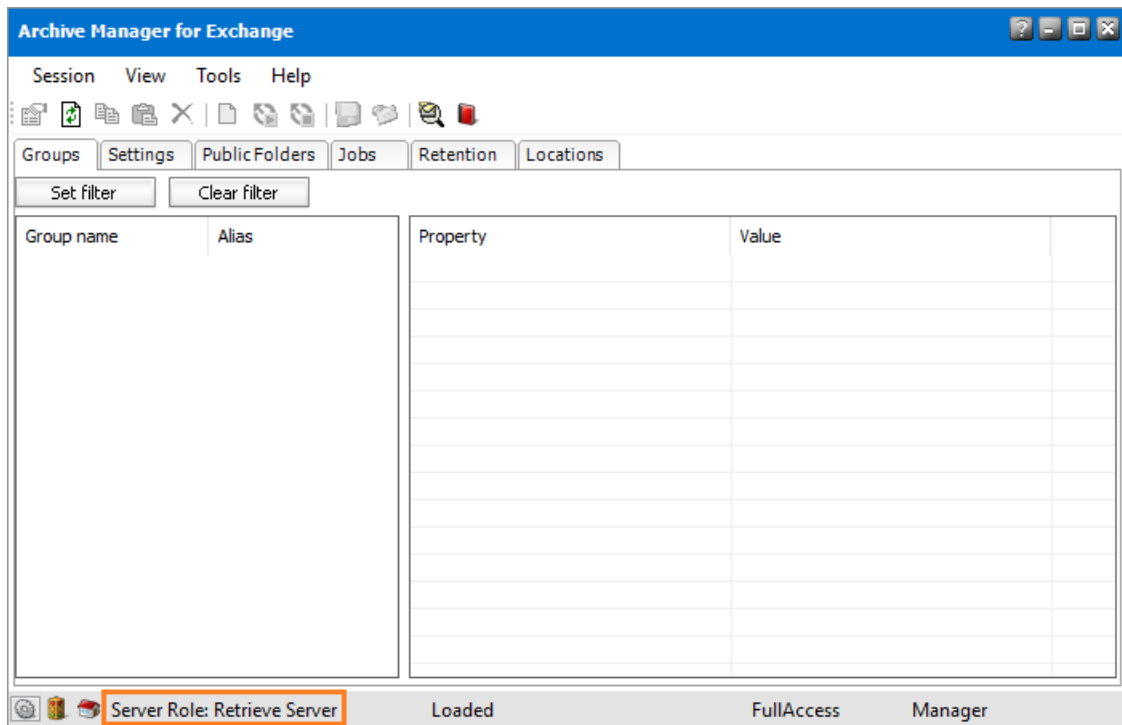 Archive Manager for Exchange
Session View Tools Help
Groups Settings Public Folders Jobs Retention Locations
Set filter Clear filter
Group name Alias Property Value
Server Role: Retrieve Server Loaded FullAccess Manager